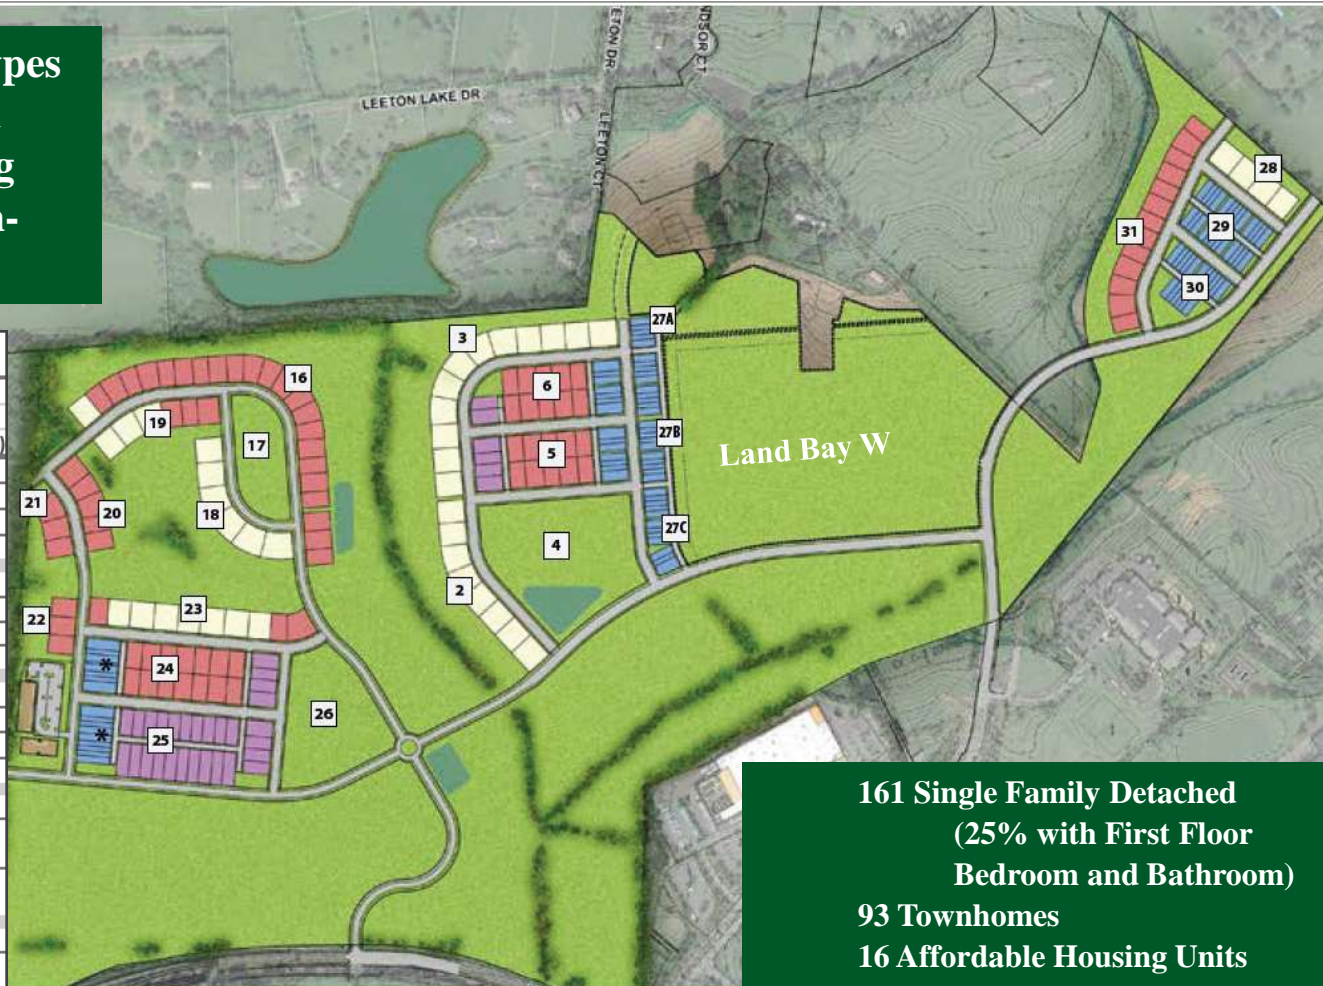 ypes
g
n-
)
LEETON LAKE DR
ETON DR
NDSOR CT
LEETON CT
28
31
29
30
27A
3
16
6
19
17
27B
5
Land Bay W
21
20
18
27C
4
2
23
22
*
24
26
*
25
161 Single Family Detached
(25% with First Floor
Bedroom and Bathroom)
93 Townhomes
16 Affordable Housing Units